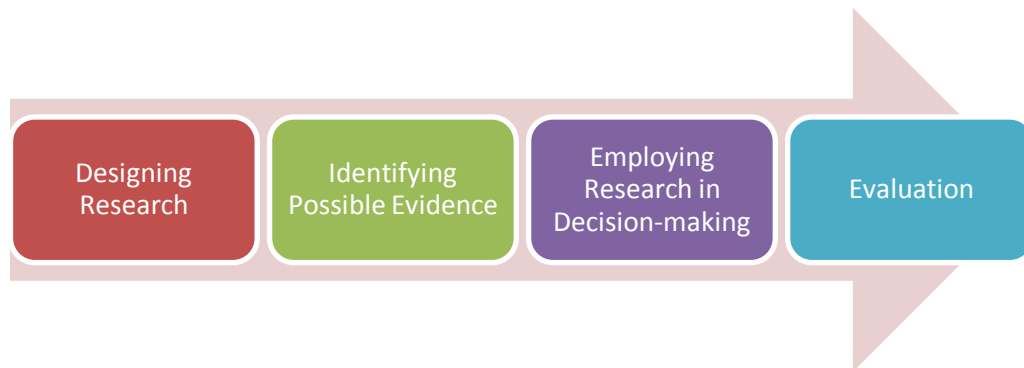 Designing
Research
Identifying
Possible Evidence
Employing
Research in
Decision-making
Evaluation